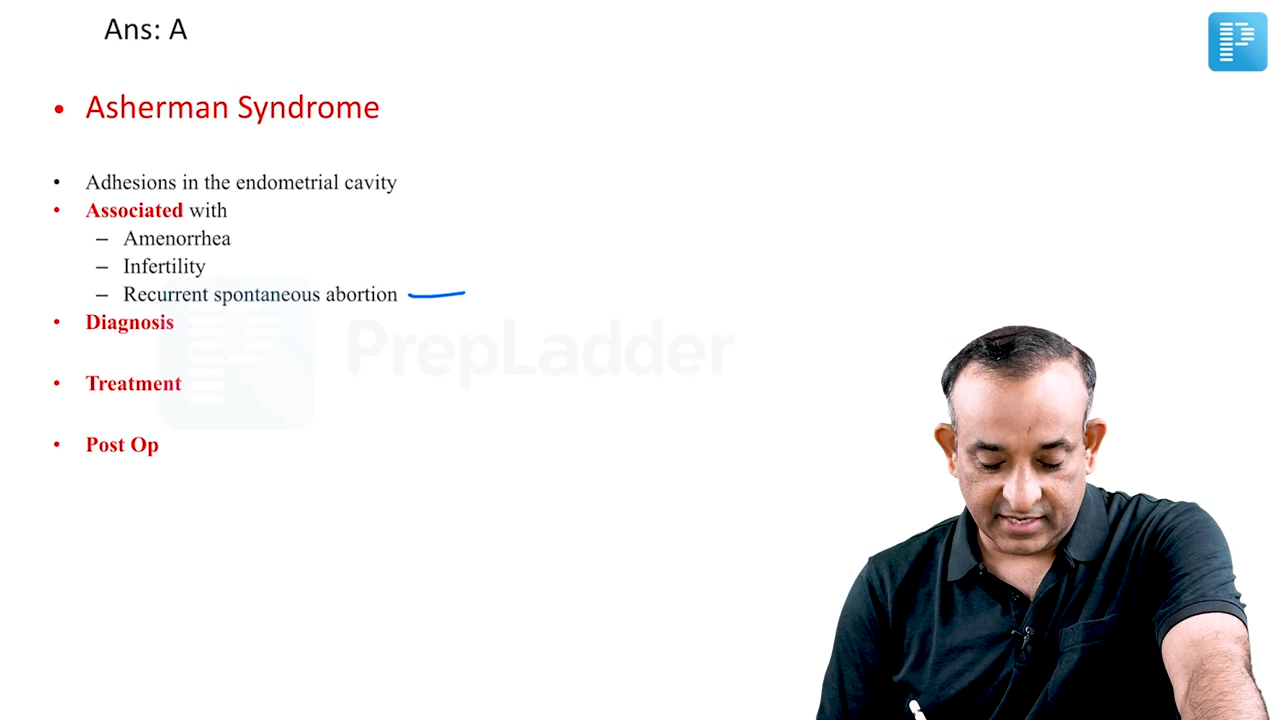 Ans: A
• Asherman Syndrome
• Adhesions in the endometrial cavity
• Associated with
– Amenorrhea
– Infertility
– Recurrent spontaneous abortion
• Diagnosis
• Treatment
• Post Op
PrepLadder